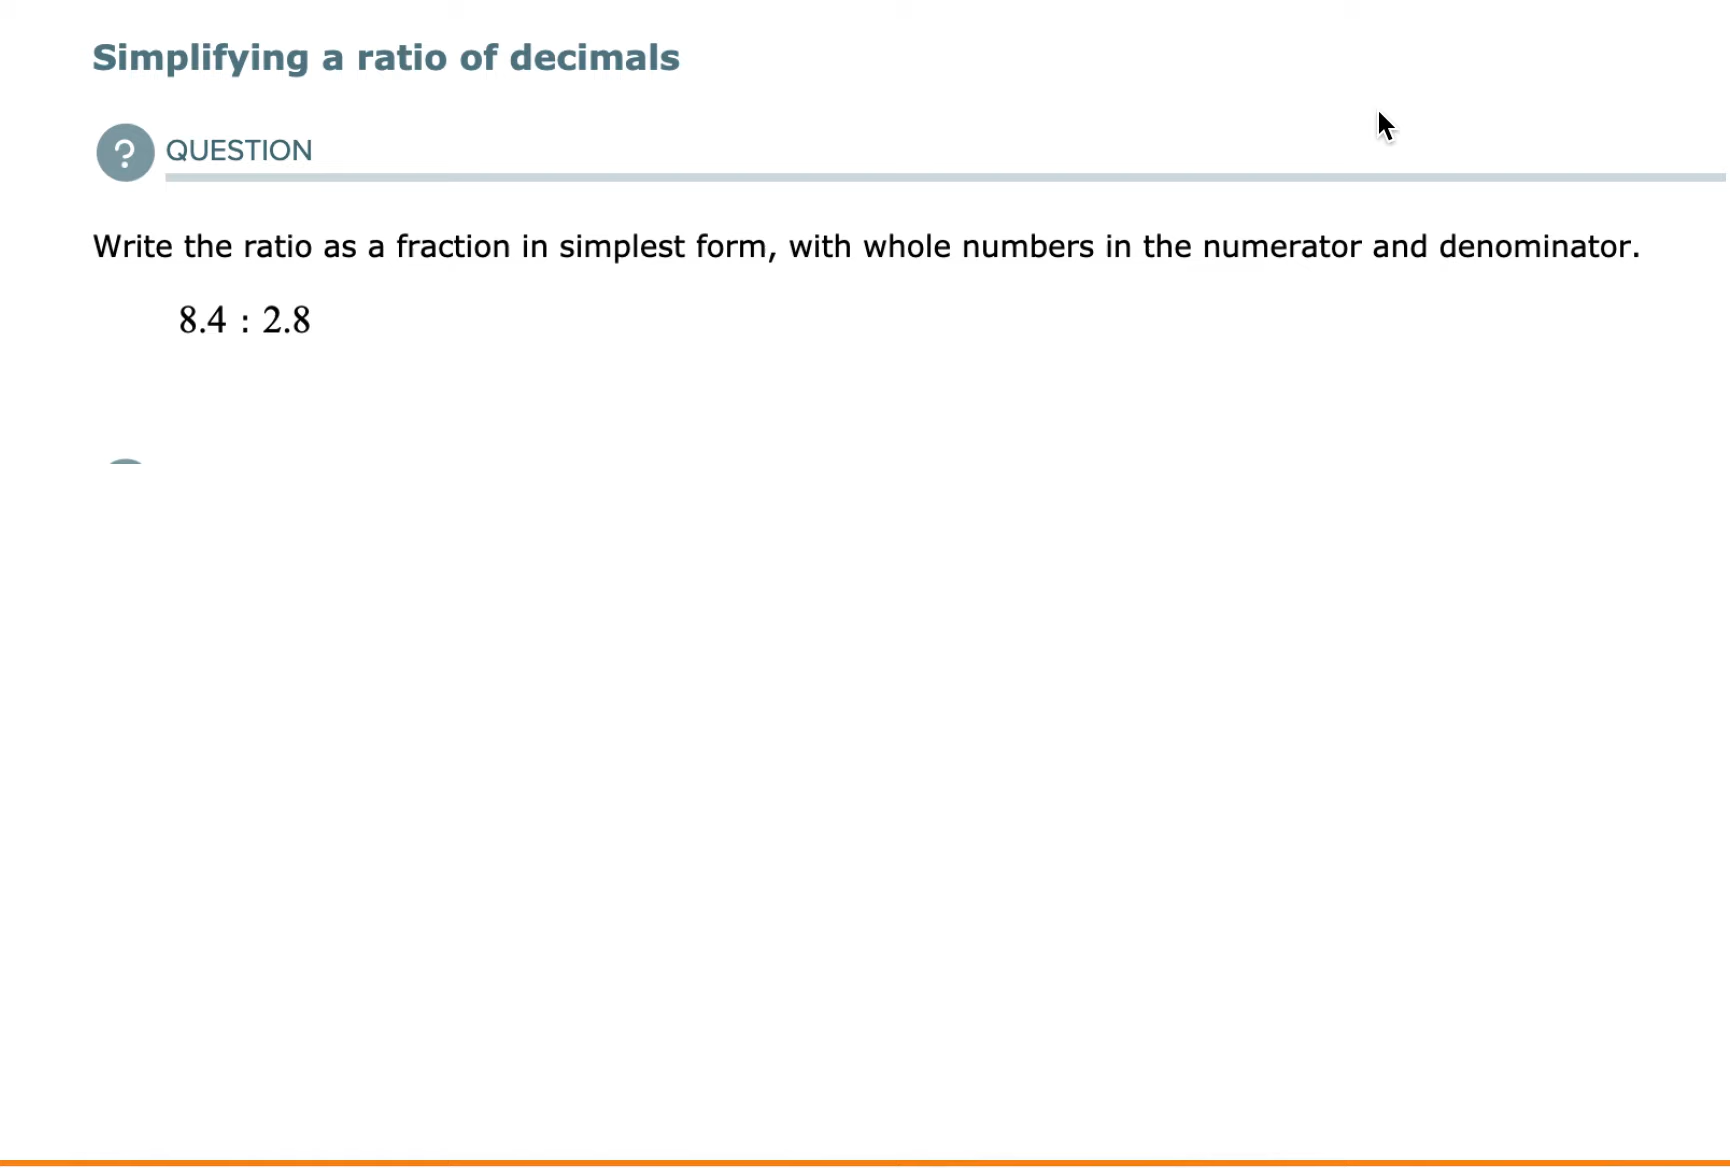 Simplifying a ratio of decimals
? QUESTION
Write the ratio as a fraction in simplest form, with whole numbers in the numerator and denominator.
8.4 : 2.8